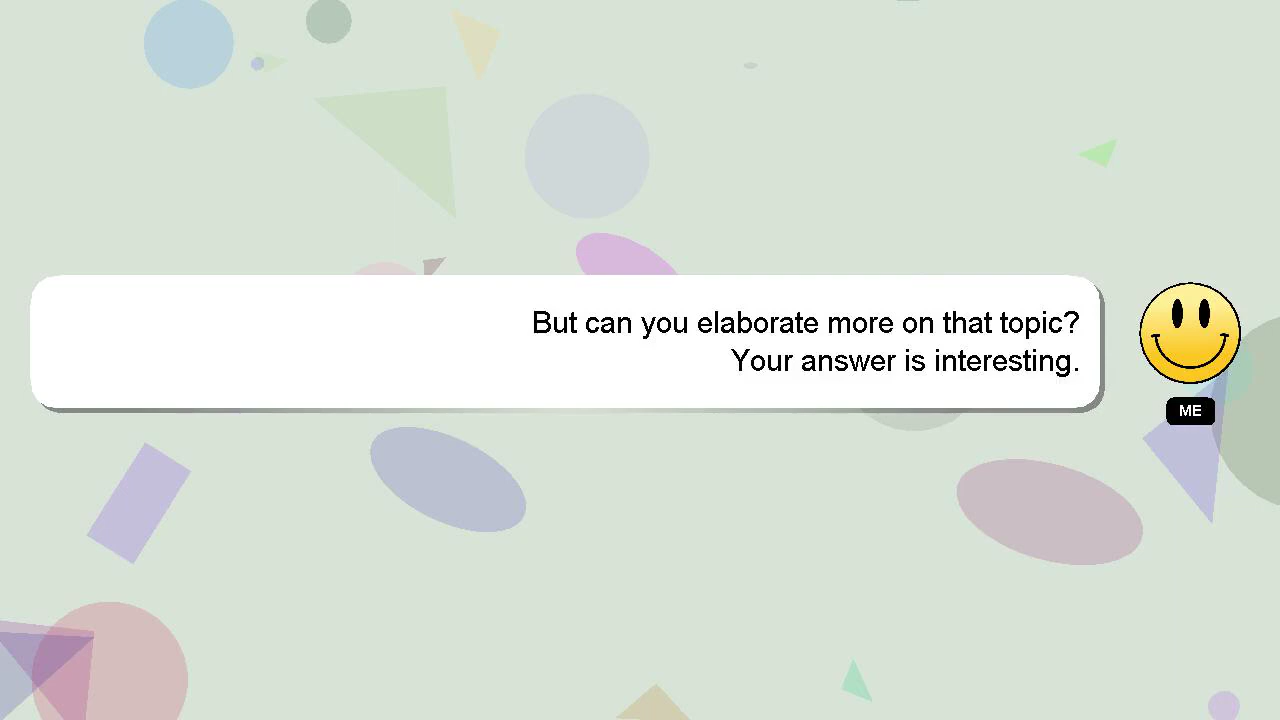 But can you elaborate more on that topic?
Your answer is interesting.
ME